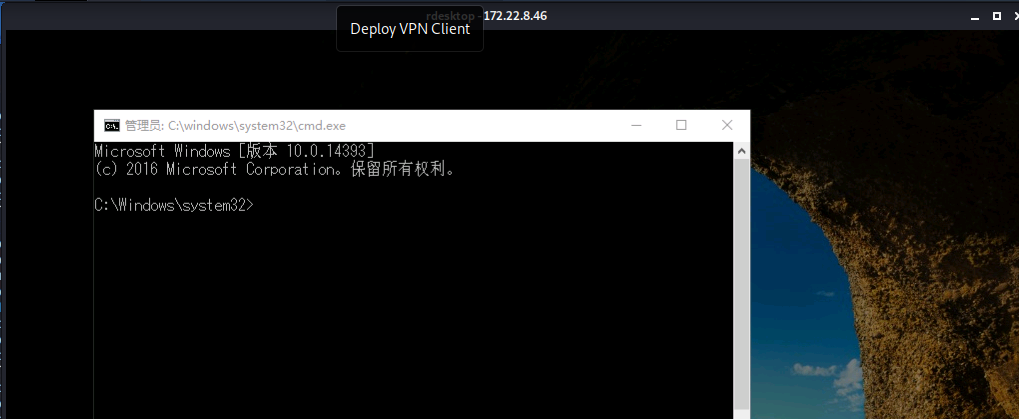 rdesktop - 172.22.8.46
Deploy VPN Client
管理员: C:\windows\system32\cmd.exe
Microsoft Windows [版本 10.0.14393]
(c) 2016 Microsoft Corporation。保留所有权利。
C:\Windows\system32>